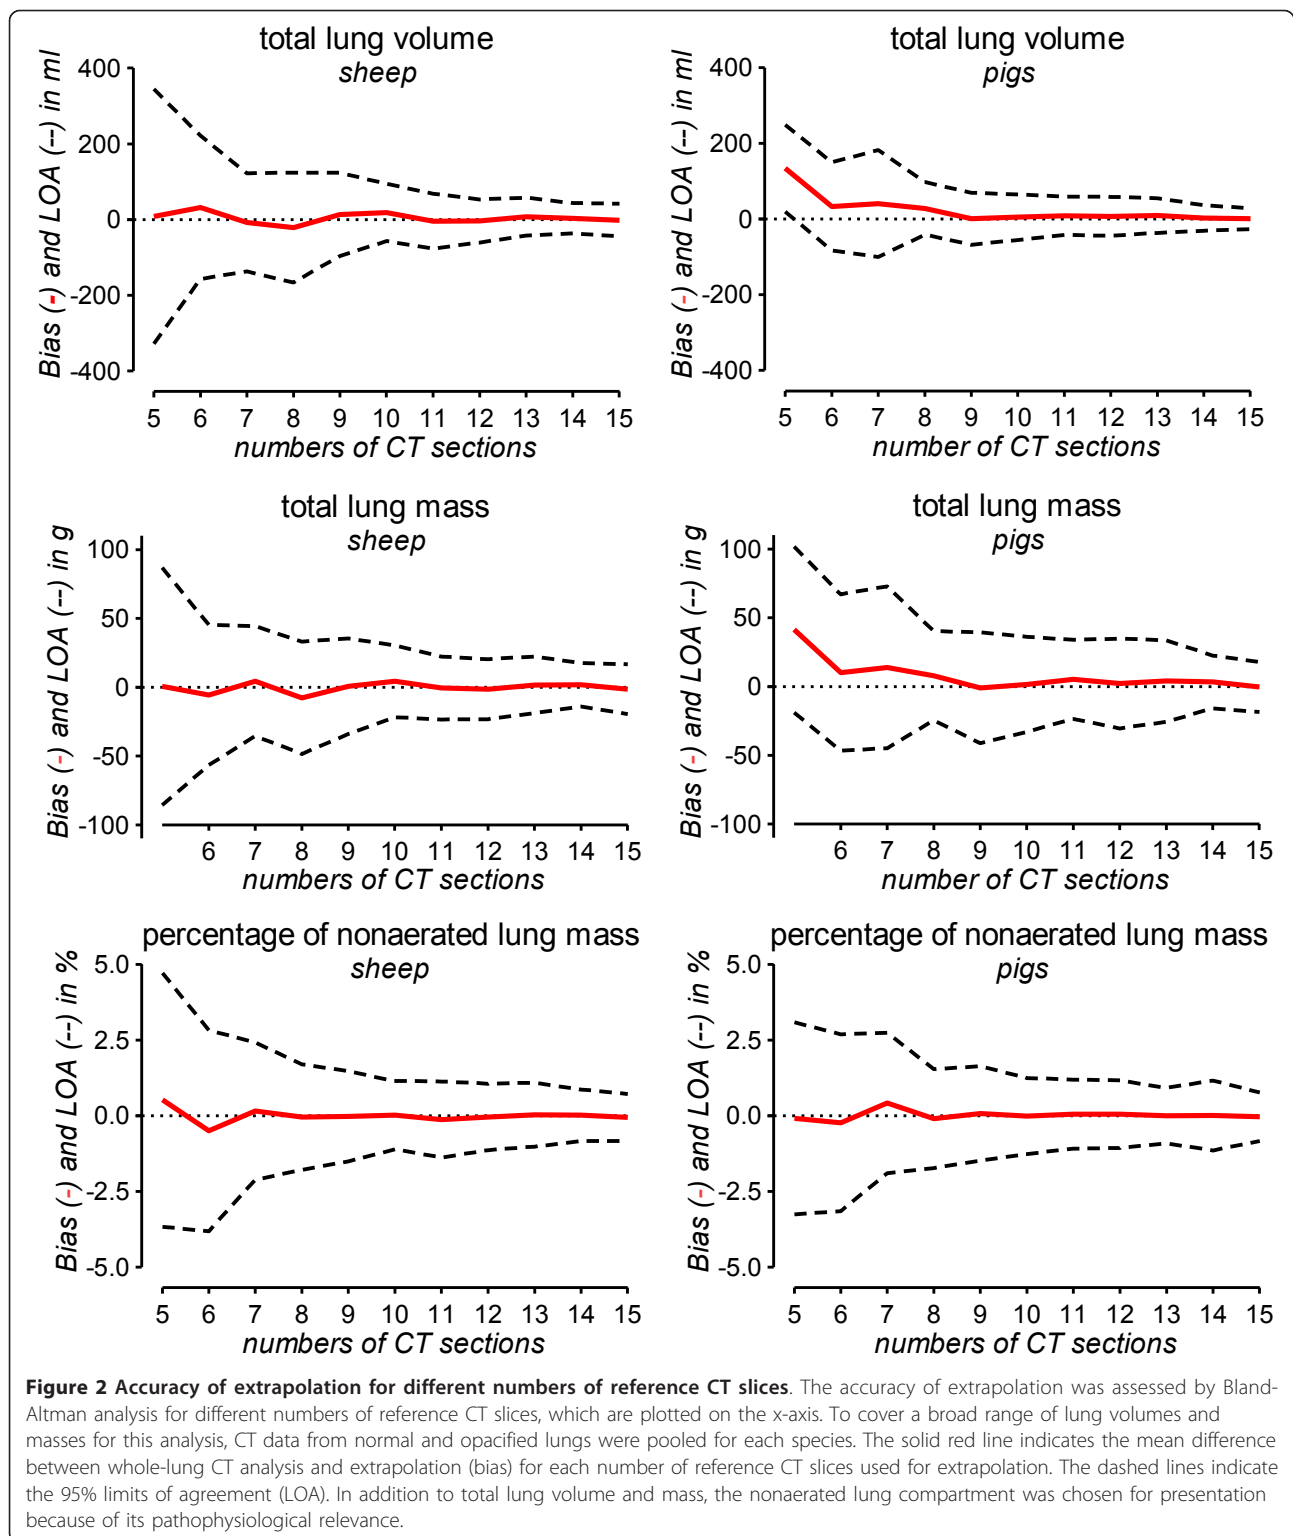 total lung volume
sheep
Bias (-) and LOA (--) in ml
400
200
0
-200
-400
5 6 7 8 9 10 11 12 13 14 15
numbers of CT sections
total lung volume
pigs
Bias (-) and LOA (--) in ml
400
200
0
-200
-400
5 6 7 8 9 10 11 12 13 14 15
number of CT sections
total lung mass
sheep
Bias (-) and LOA (--) in g
100
50
0
-50
-100
6 7 8 9 10 11 12 13 14 15
numbers of CT sections
total lung mass
pigs
Bias (-) and LOA (--) in g
100
50
0
-50
-100
6 7 8 9 10 11 12 13 14 15
number of CT sections
percentage of nonaerated lung mass
sheep
Bias (-) and LOA (--) in %
5.0
2.5
0.0
-2.5
-5.0
5 6 7 8 9 10 11 12 13 14 15
numbers of CT sections
percentage of nonaerated lung mass
pigs
Bias (-) and LOA (--) in %
5.0
2.5
0.0
-2.5
-5.0
5 6 7 8 9 10 11 12 13 14 15
numbers of CT sections
Figure 2 Accuracy of extrapolation for different numbers of reference CT slices. The accuracy of extrapolation was assessed by Bland-
Altman analysis for different numbers of reference CT slices, which are plotted on the x-axis. To cover a broad range of lung volumes and
masses for this analysis, CT data from normal and opacified lungs were pooled for each species. The solid red line indicates the mean difference
between whole-lung CT analysis and extrapolation (bias) for each number of reference CT slices used for extrapolation. The dashed lines indicate
the 95% limits of agreement (LOA). In addition to total lung volume and mass, the nonaerated lung compartment was chosen for presentation
because of its pathophysiological relevance.